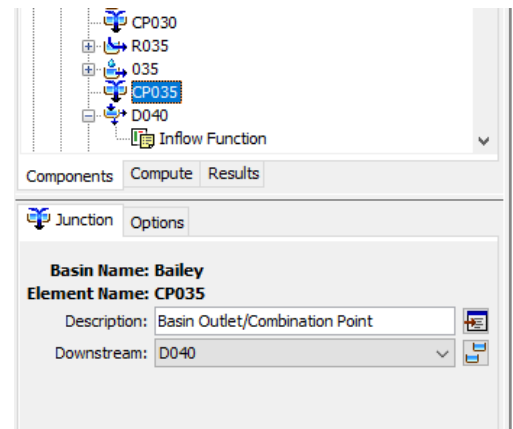 CP030
R035
035
CP035
D040
Inflow Function
Components Compute Results
Junction Options
Basin Name: Bailey
Element Name: CP035
Description: Basin Outlet/Combination Point
Downstream: D040